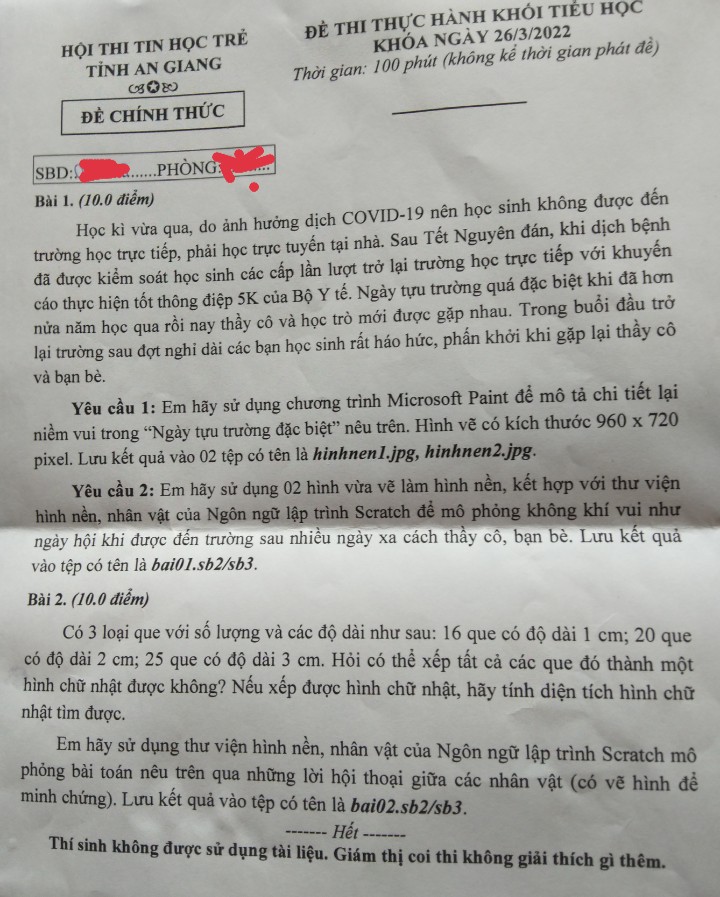 HỘI THI TIN HỌC TRẺ
TỈNH AN GIANG
ĐỀ CHÍNH THỨC
ĐỀ THI THỰC HÀNH KHỐI TIỂU HỌC
KHÓA NGÀY 26/3/2022
Thời gian: 100 phút (không kể thời gian phát đề)
SBD:.........PHÒNG:.........
Bài 1. (10.0 điểm)
Học kì vừa qua, do ảnh hưởng dịch COVID-19 nên học sinh không được đến
trường học trực tiếp, phải học trực tuyến tại nhà. Sau Tết Nguyên đán, khi dịch bệnh
đã được kiểm soát học sinh các cấp lần lượt trở lại trường học trực tiếp với khuyến
cáo thực hiện tốt thông điệp 5K của Bộ Y tế. Ngày tựu trường quá đặc biệt khi đã hơn
nửa năm học qua rồi nay thầy cô và học trò mới được gặp nhau. Trong buổi đầu trở
lại trường sau đợt nghỉ dài các bạn học sinh rất háo hức, phấn khởi khi gặp lại thầy cô
và bạn bè.
Yêu cầu 1: Em hãy sử dụng chương trình Microsoft Paint để mô tả chi tiết lại
niềm vui trong “Ngày tựu trường đặc biệt” nêu trên. Hình vẽ có kích thước 960 x 720
pixel. Lưu kết quả vào 02 tệp có tên là hinhnen1.jpg, hinhnen2.jpg.
Yêu cầu 2: Em hãy sử dụng 02 hình vừa vẽ làm hình nền, kết hợp với thư viện
hình nền, nhân vật của Ngôn ngữ lập trình Scratch để mô phỏng không khí vui như
ngày hội khi được đến trường sau nhiều ngày xa cách thầy cô, bạn bè. Lưu kết quả
vào tệp có tên là bai01.sb2/sb3.
Bài 2. (10.0 điểm)
Có 3 loại que với số lượng và các độ dài như sau: 16 que có độ dài 1 cm; 20 que
có độ dài 2 cm; 25 que có độ dài 3 cm. Hỏi có thể xếp tất cả các que đó thành một
hình chữ nhật được không? Nếu xếp được hình chữ nhật, hãy tính diện tích hình chữ
nhật tìm được.
Em hãy sử dụng thư viện hình nền, nhân vật của Ngôn ngữ lập trình Scratch mô
phỏng bài toán nêu trên qua những lời hội thoại giữa các nhân vật (có vẽ hình để
minh chứng). Lưu kết quả vào tệp có tên là bai02.sb2/sb3.
------- Hết -------
Thí sinh không được sử dụng tài liệu. Giám thị coi thi không giải thích gì thêm.